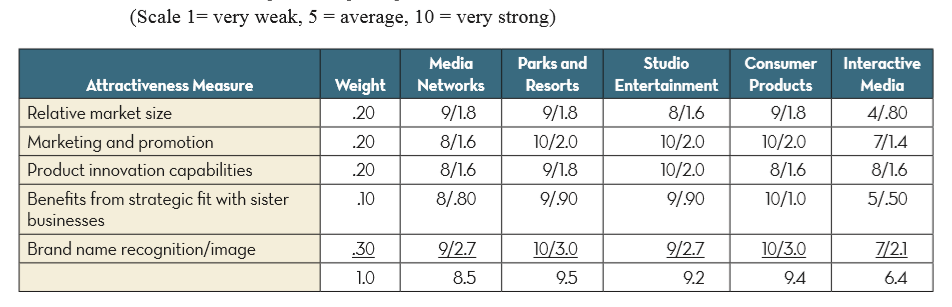 (Scale 1= very weak, 5 = average, 10 = very strong)
Attractiveness Measure Weight Media Networks Parks and Resorts Studio Entertainment Consumer Products Interactive Media
Relative market size .20 9/1.8 9/1.8 8/1.6 9/1.8 4/.80
Marketing and promotion .20 8/1.6 10/2.0 10/2.0 10/2.0 7/1.4
Product innovation capabilities .20 8/1.6 9/1.8 10/2.0 8/1.6 8/1.6
Benefits from strategic fit with sister businesses .10 8/.80 9/.90 9/.90 10/1.0 5/.50
Brand name recognition/image .30 9/2.7 10/3.0 9/2.7 10/3.0 7/2.1
1.0 8.5 9.5 9.2 9.4 6.4